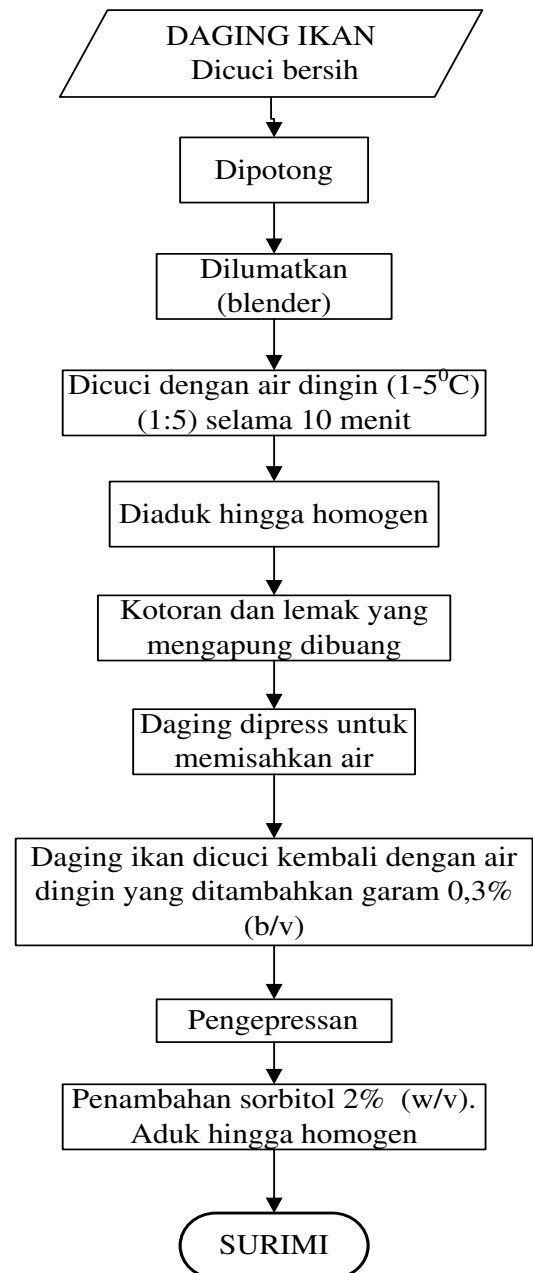 DAGING IKAN
Dicuci bersih
Dipotong
Dilumatkan
(blender)
Dicuci dengan air dingin (1-5⁰C)
(1:5) selama 10 menit
Diaduk hingga homogen
Kotoran dan lemak yang
mengapung dibuang
Daging dipress untuk
memisahkan air
Daging ikan dicuci kembali dengan air
dingin yang ditambahkan garam 0,3%
(b/v)
Pengepressan
Penambahan sorbitol 2% (w/v).
Aduk hingga homogen
SURIMI